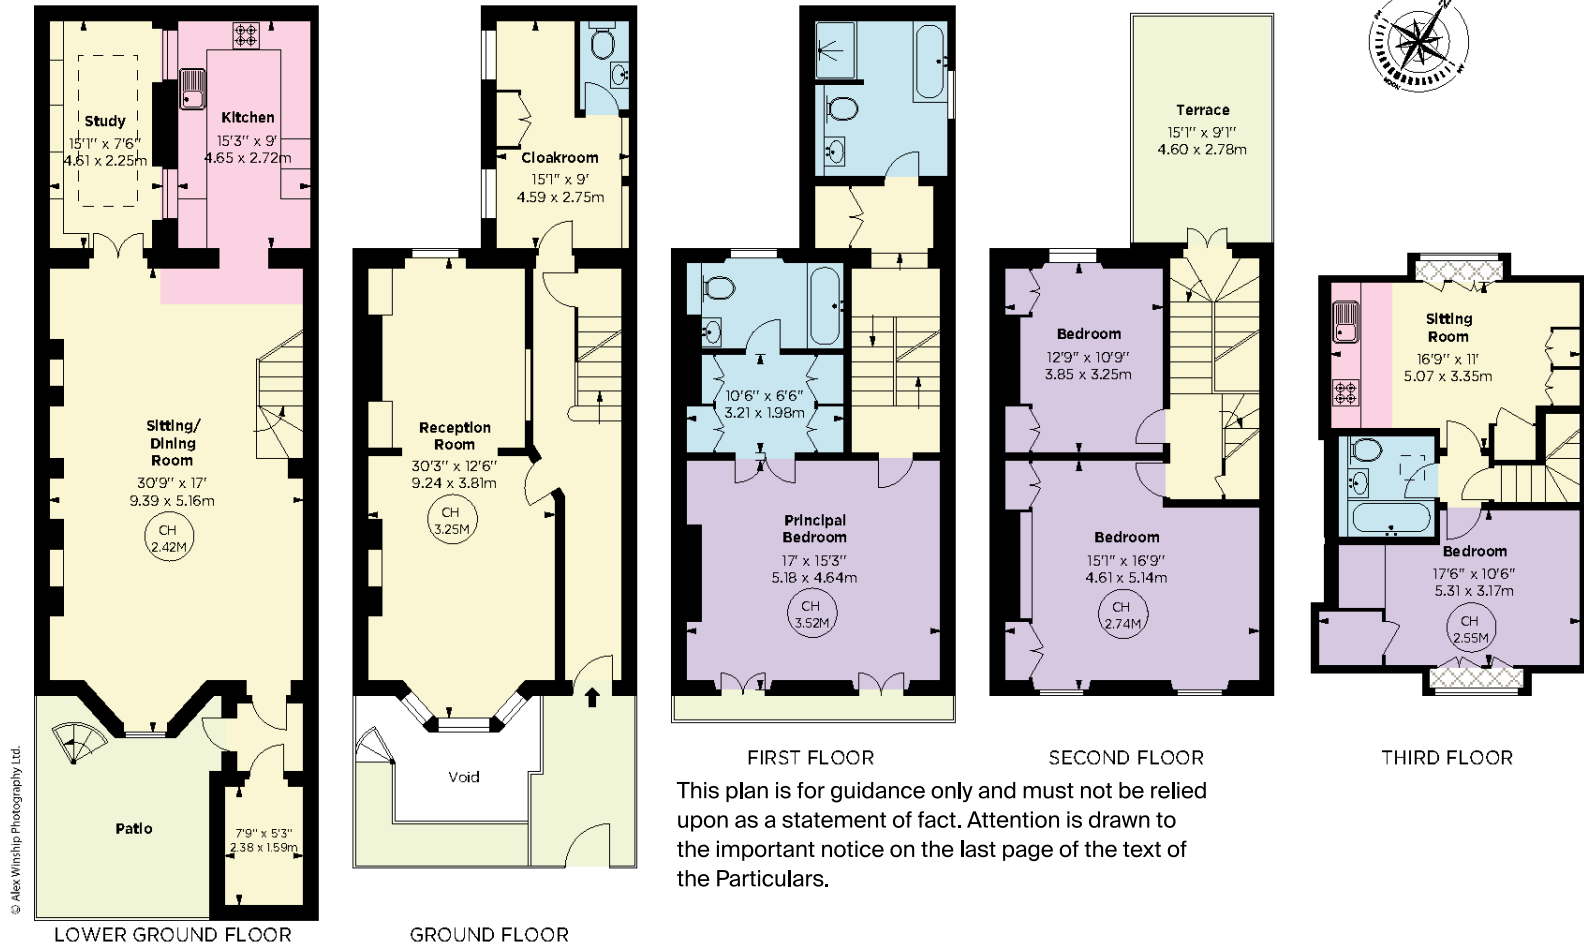 Study
15'1" x 7'6"
4.61 x 2.25m
Kitchen
15'3" x 9'
4.65 x 2.72m
Sitting/
Dining
Room
30'9" x 17'
9.39 x 5.16m
CH
2.42M
Patio
7'9" x 5'3"
2.38 x 1.59m
LOWER GROUND FLOOR
© Alex Winship Photography Ltd.
Cloakroom
15'1" x 9'
4.59 x 2.75m
Reception
Room
30'3" x 12'6"
9.24 x 3.81m
CH
3.25M
Void
GROUND FLOOR
10'6" x 6'6"
3.21 x 1.98m
Principal
Bedroom
17' x 15'3"
5.18 x 4.64m
CH
3.52M
FIRST FLOOR
Terrace
15'1" x 9'1"
4.60 x 2.78m
Bedroom
12'9" x 10'9"
3.85 x 3.25m
Bedroom
15'1" x 16'9"
4.61 x 5.14m
CH
2.74M
SECOND FLOOR
Sitting
Room
16'9" x 11'
5.07 x 3.35m
Bedroom
17'6" x 10'6"
5.31 x 3.17m
CH
2.55M
THIRD FLOOR
This plan is for guidance only and must not be relied
upon as a statement of fact. Attention is drawn to
the important notice on the last page of the text of
the Particulars.